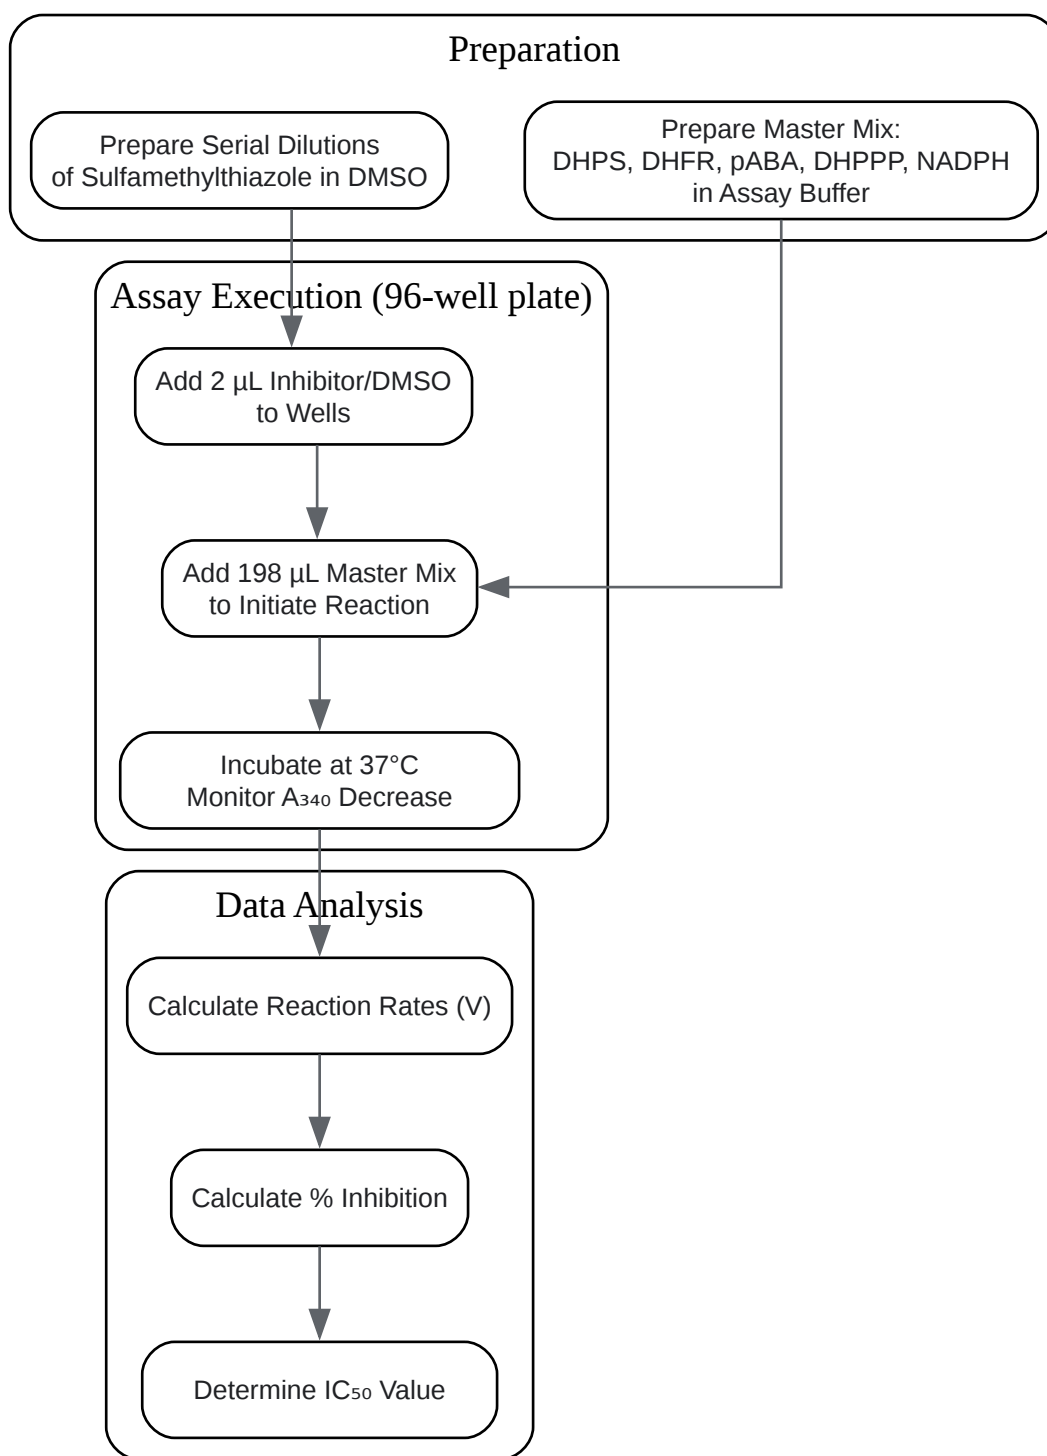 Preparation
Prepare Serial Dilutions
of Sulfamethylthiazole in DMSO
Prepare Master Mix:
DHPS, DHFR, pABA, DHPPP, NADPH
in Assay Buffer
Assay Execution (96-well plate)
Add 2 µL Inhibitor/DMSO
to Wells
Add 198 µL Master Mix
to Initiate Reaction
Incubate at 37°C
Monitor A₃₄₀ Decrease
Data Analysis
Calculate Reaction Rates (V)
Calculate % Inhibition
Determine IC₅₀ Value